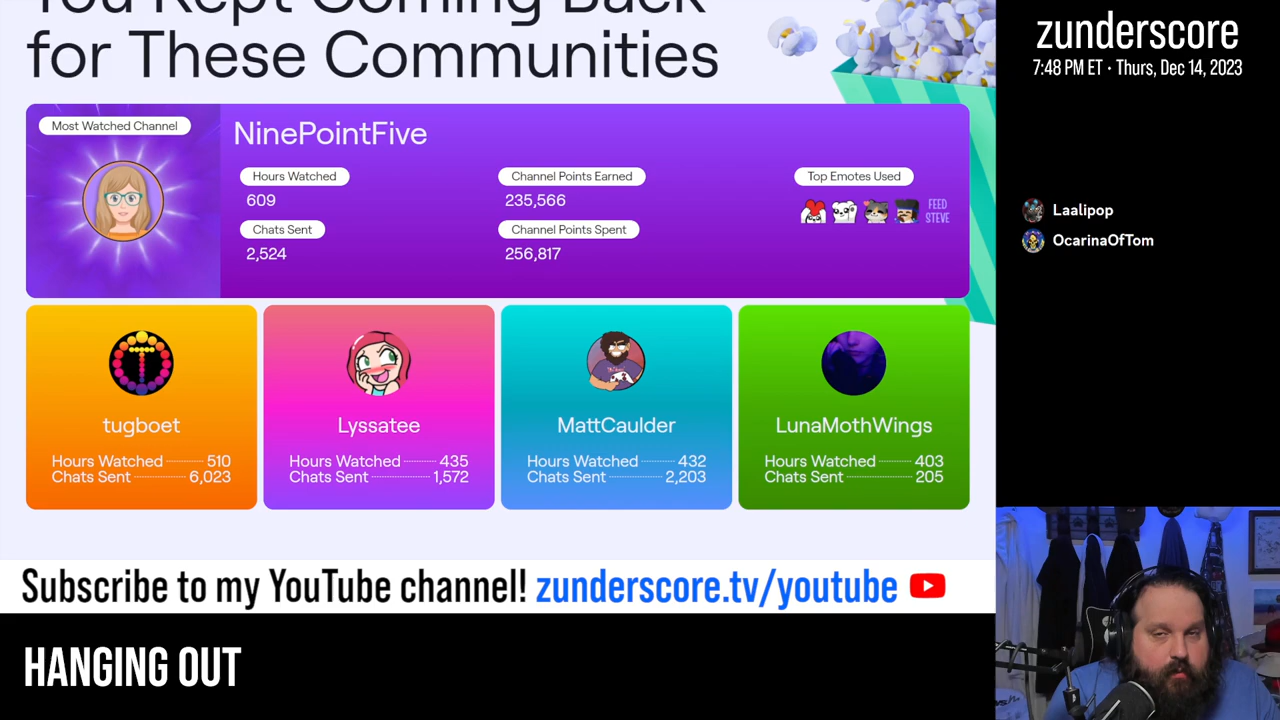 You Kept Coming Back
for These Communities
Most Watched Channel
NinePointFive
Hours Watched
609
Chats Sent
2,524
Channel Points Earned
235,566
Channel Points Spent
256,817
Top Emotes Used
FEED
STEVE
tugboet
Hours Watched 510
Chats Sent 6,023
Lyssatee
Hours Watched 435
Chats Sent 1,572
MattCaulder
Hours Watched 432
Chats Sent 2,203
LunaMothWings
Hours Watched 403
Chats Sent 205
Subscribe to my YouTube channel! zunderscore.tv/youtube
HANGING OUT
zunderscore
7:48 PM ET • Thurs, Dec 14, 2023
Laalipop
OcarinaOfTom